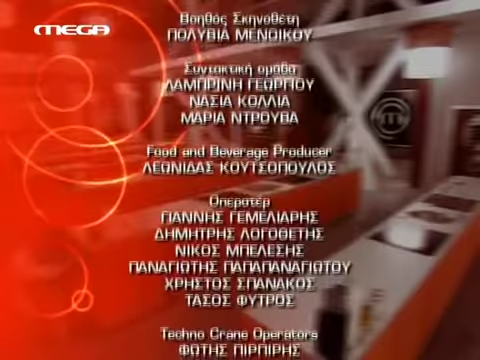 MEGA
Βοηθός Σκηνοθέτη
ΠΟΛΥΒΙΑ ΜΕΝΟΙΚΟΥ
Συντακτική ομάδα
ΛΑΜΠΡΙΝΗ ΓΕΩΡΓΙΟΥ
ΝΑΣΙΑ ΚΟΛΛΙΑ
ΜΑΡΙΑ ΝΤΡΟΥΒΑ
Food and Beverage Producer
ΛΕΩΝΙΔΑΣ ΚΟΥΤΣΟΠΟΥΛΟΣ
Οπερατέρ
ΓΙΑΝΝΗΣ ΓΕΜΕΛΙΑΡΗΣ
ΔΗΜΗΤΡΗΣ ΛΟΓΟΘΕΤΗΣ
ΝΙΚΟΣ ΜΠΕΛΕΣΗΣ
ΠΑΝΑΓΙΩΤΗΣ ΠΑΠΑΠΑΝΑΓΙΩΤΟΥ
ΧΡΗΣΤΟΣ ΣΠΑΝΑΚΟΣ
ΤΑΣΟΣ ΦΥΤΡΟΣ
Techno Crane Operators
ΦΩΤΗΣ ΠΙΡΠΙΡΗΣ